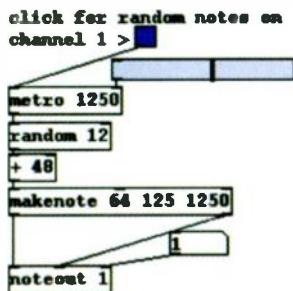 click for random notes on
channel 1 >
metro 1250
random 12
+ 48
makenote 64 125 1250
1
noteout 1